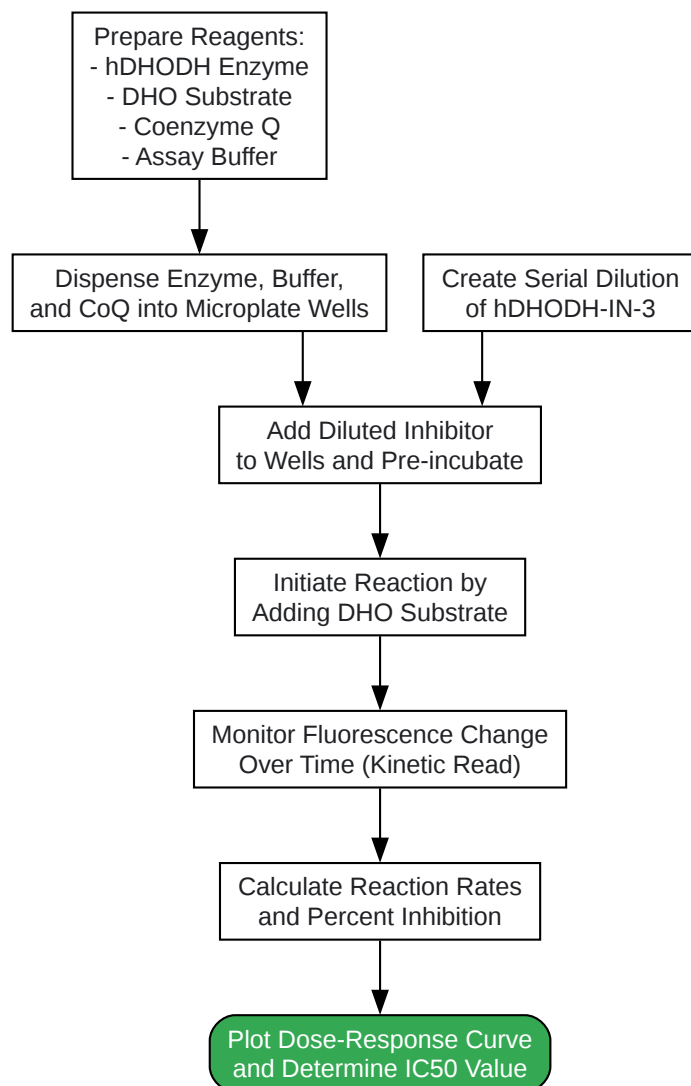 Prepare Reagents:
- hDHODH Enzyme
- DHO Substrate
- Coenzyme Q
- Assay Buffer
Dispense Enzyme, Buffer,
and CoQ into Microplate Wells
Create Serial Dilution
of hDHODH-IN-3
Add Diluted Inhibitor
to Wells and Pre-incubate
Initiate Reaction by
Adding DHO Substrate
Monitor Fluorescence Change
Over Time (Kinetic Read)
Calculate Reaction Rates
and Percent Inhibition
Plot Dose-Response Curve
and Determine IC50 Value